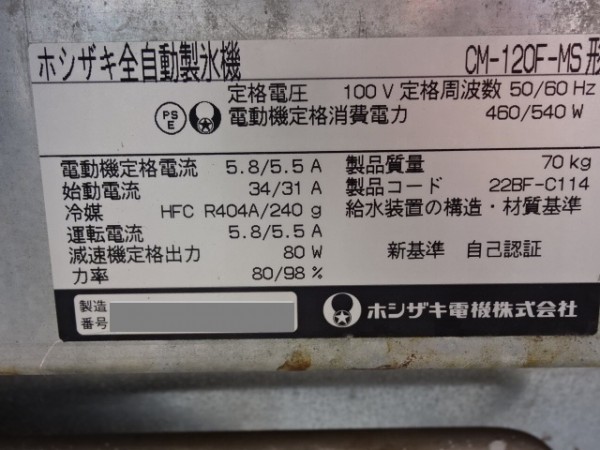 ホシザキ全自動製氷機 CM-120F-MS形
定格電圧 100 V 定格周波数 50/60 Hz
PS E 電動機定格消費電力 460/540 W
電動機定格電流 5.8/5.5 A
始動電流 34/31 A
冷媒 HFC R404A/240 g
運転電流 5.8/5.5 A
減速機定格出力 80 W
力率 80/98 %
製品質量 70 kg
製品コード 22BF-C114
給水装置の構造・材質基準
新基準 自己認証
製造
番号
ホシザキ電機株式会社